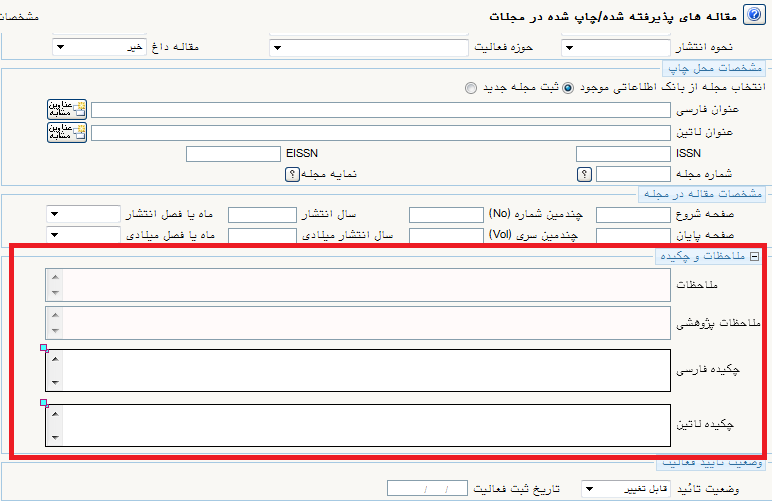 مقاله های پذیرفته شده/چاپ شده در مجلات
مشخصات
نحوه انتشار حوزه فعالیت مقاله داغ خیر
مشخصات محل چاپ
انتخاب مجله از بانک اطلاعاتی موجود ثبت مجله جدید
عنوان فارسی عناوین مشابه
عنوان لاتین عناوین مشابه
ISSN EISSN
شماره مجله ? نمایه مجله ?
مشخصات مقاله در مجله
صفحه شروع چندمین شماره (No) سال انتشار ماه یا فصل انتشار
صفحه پایان چندمین سری (Vol) سال انتشار میلادی ماه یا فصل میلادی
ملاحظات و چکیده
ملاحظات
ملاحظات پژوهشی
چکیده فارسی
چکیده لاتین
وضعیت تایید فعالیت
وضعیت تائید قابل تغییر تاریخ ثبت فعالیت / /